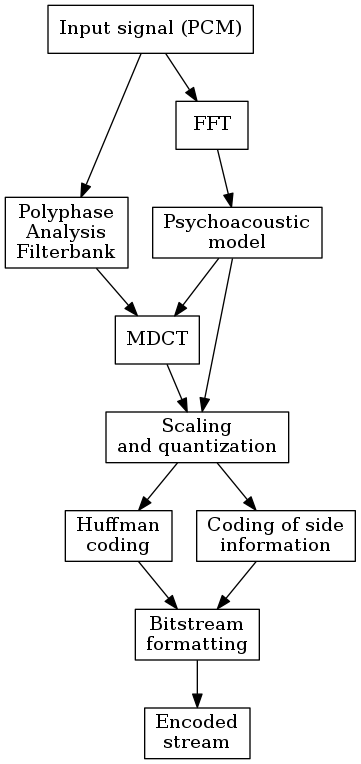 Input signal (PCM)
FFT
Polyphase
Analysis
Filterbank
Psychoacoustic
model
MDCT
Scaling
and quantization
Huffman
coding
Coding of side
information
Bitstream
formatting
Encoded
stream